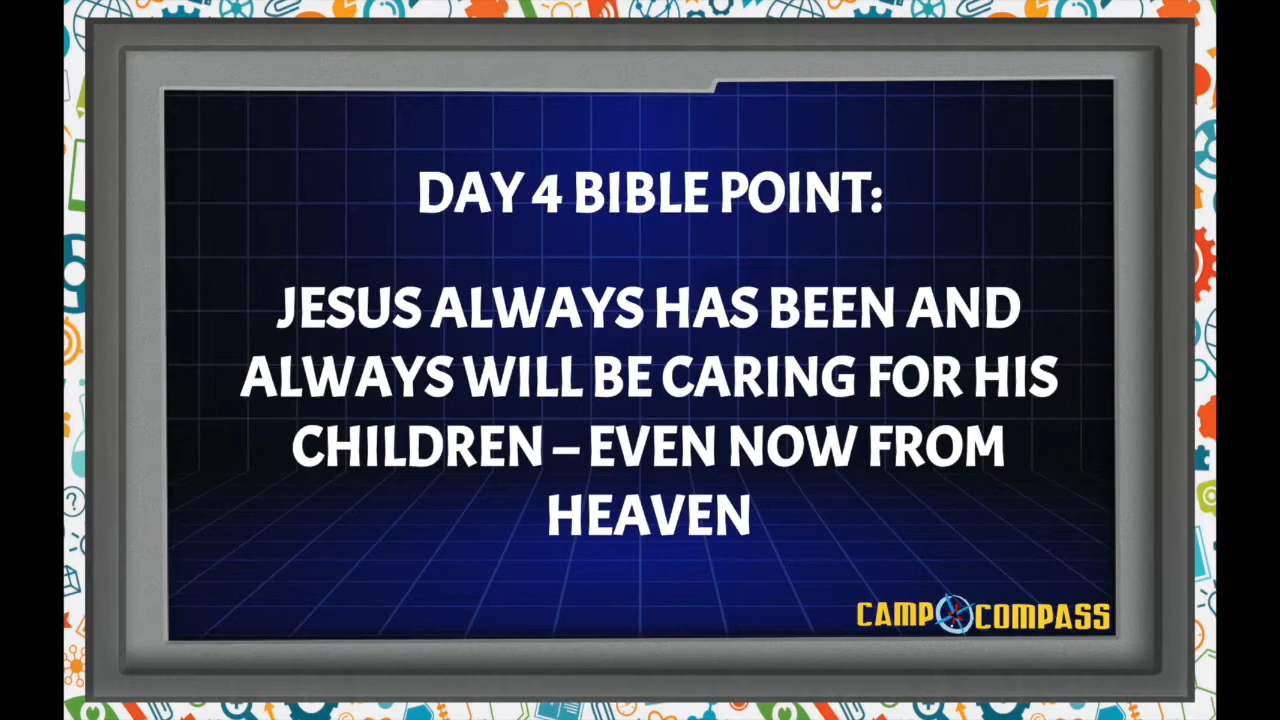 DAY 4 BIBLE POINT:
JESUS ALWAYS HAS BEEN AND
ALWAYS WILL BE CARING FOR HIS
CHILDREN – EVEN NOW FROM
HEAVEN
CAMP COMPASS